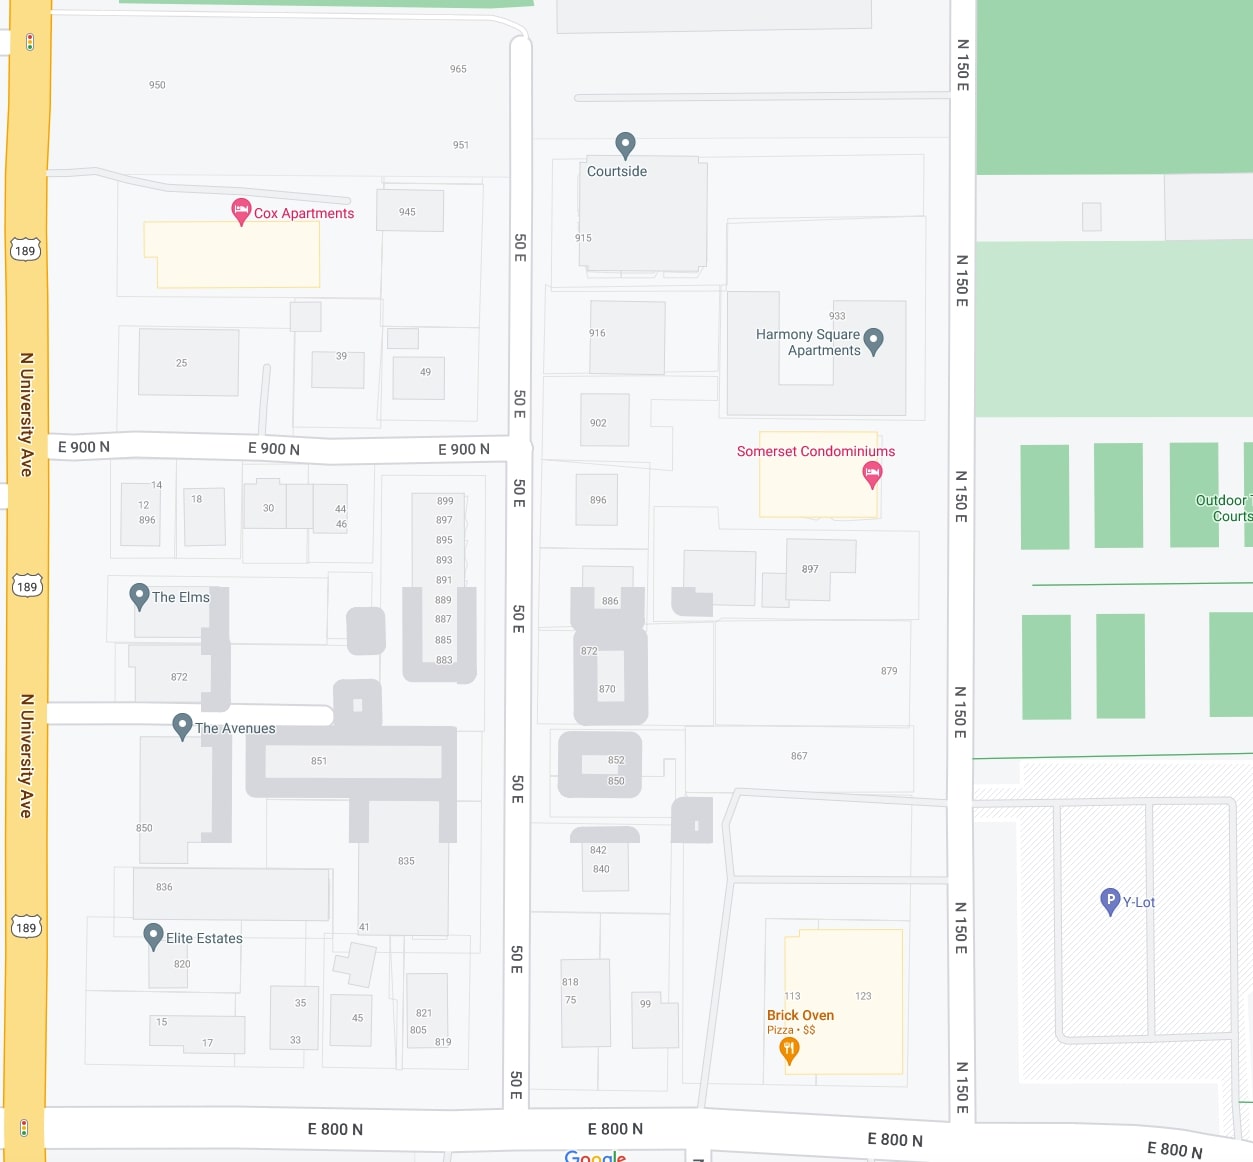 N 150 E
965
950
951
Courtside
Cox Apartments
945
915
189
50 E
N 150 E
933
916
Harmony Square
Apartments
39
25
49
N University Ave
50 E
902
E 900 N
E 900 N
E 900 N
Somerset Condominiums
14
12
896
18
30
44
46
899
897
895
893
891
889
887
885
883
50 E
896
N 150 E
Outdoor T
Courts
897
189
The Elms
886
50 E
872
872
870
879
N University Ave
N 150 E
The Avenues
851
852
850
867
50 E
850
842
840
835
836
Y-Lot
189
41
N 150 E
Elite Estates
820
50 E
818
75
99
113
123
35
33
45
821
805
819
15
17
Brick Oven
Pizza • $$
50 E
N 150 E
E 800 N
E 800 N
E 800 N
E 800 N
Google